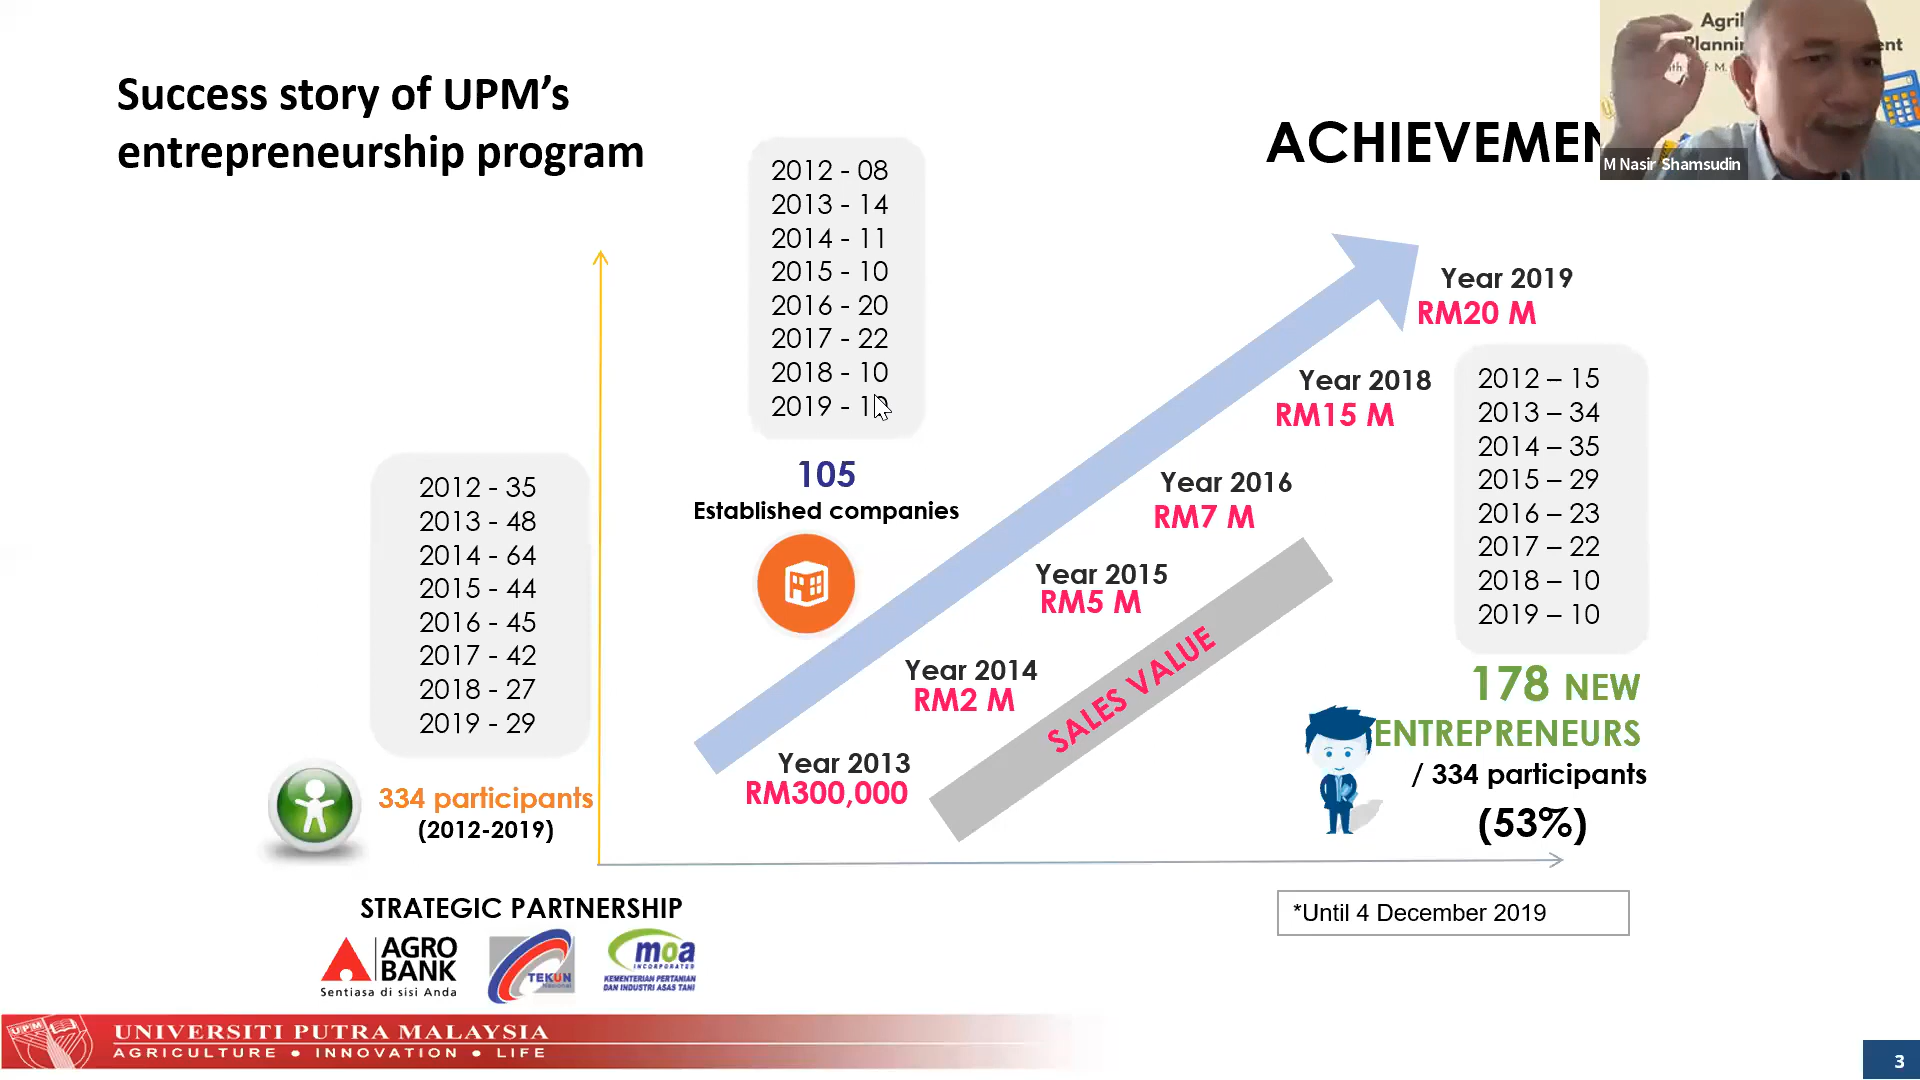 Success story of UPM's
entrepreneurship program
ACHIEVEMEN
Agril
Planni
ent
M Nasir Shamsudin
2012 - 08
2013 - 14
2014 - 11
2015 - 10
2016 - 20
2017 - 22
2018 - 10
2019 - 10
105
Established companies
2012 - 35
2013 - 48
2014 - 64
2015 - 44
2016 - 45
2017 - 42
2018 - 27
2019 - 29
334 participants
(2012-2019)
Year 2019
RM20 M
Year 2018
RM15 M
Year 2016
RM7 M
Year 2015
RM5 M
Year 2014
RM2 M
Year 2013
RM300,000
SALES VALUE
2012 – 15
2013 – 34
2014 – 35
2015 – 29
2016 – 23
2017 – 22
2018 – 10
2019 – 10
178 NEW
ENTREPRENEURS
/ 334 participants
(53%)
*Until 4 December 2019
STRATEGIC PARTNERSHIP
AGRO
BANK
Sentiasa di sisi Anda
TEKUN
Nasional
moa
INCORPORATED
KEMENTERIAN PERTANIAN
DAN INDUSTRI ASAS TANI
UPM
UNIVERSITI PUTRA MALAYSIA
AGRICULTURE • INNOVATION • LIFE
3